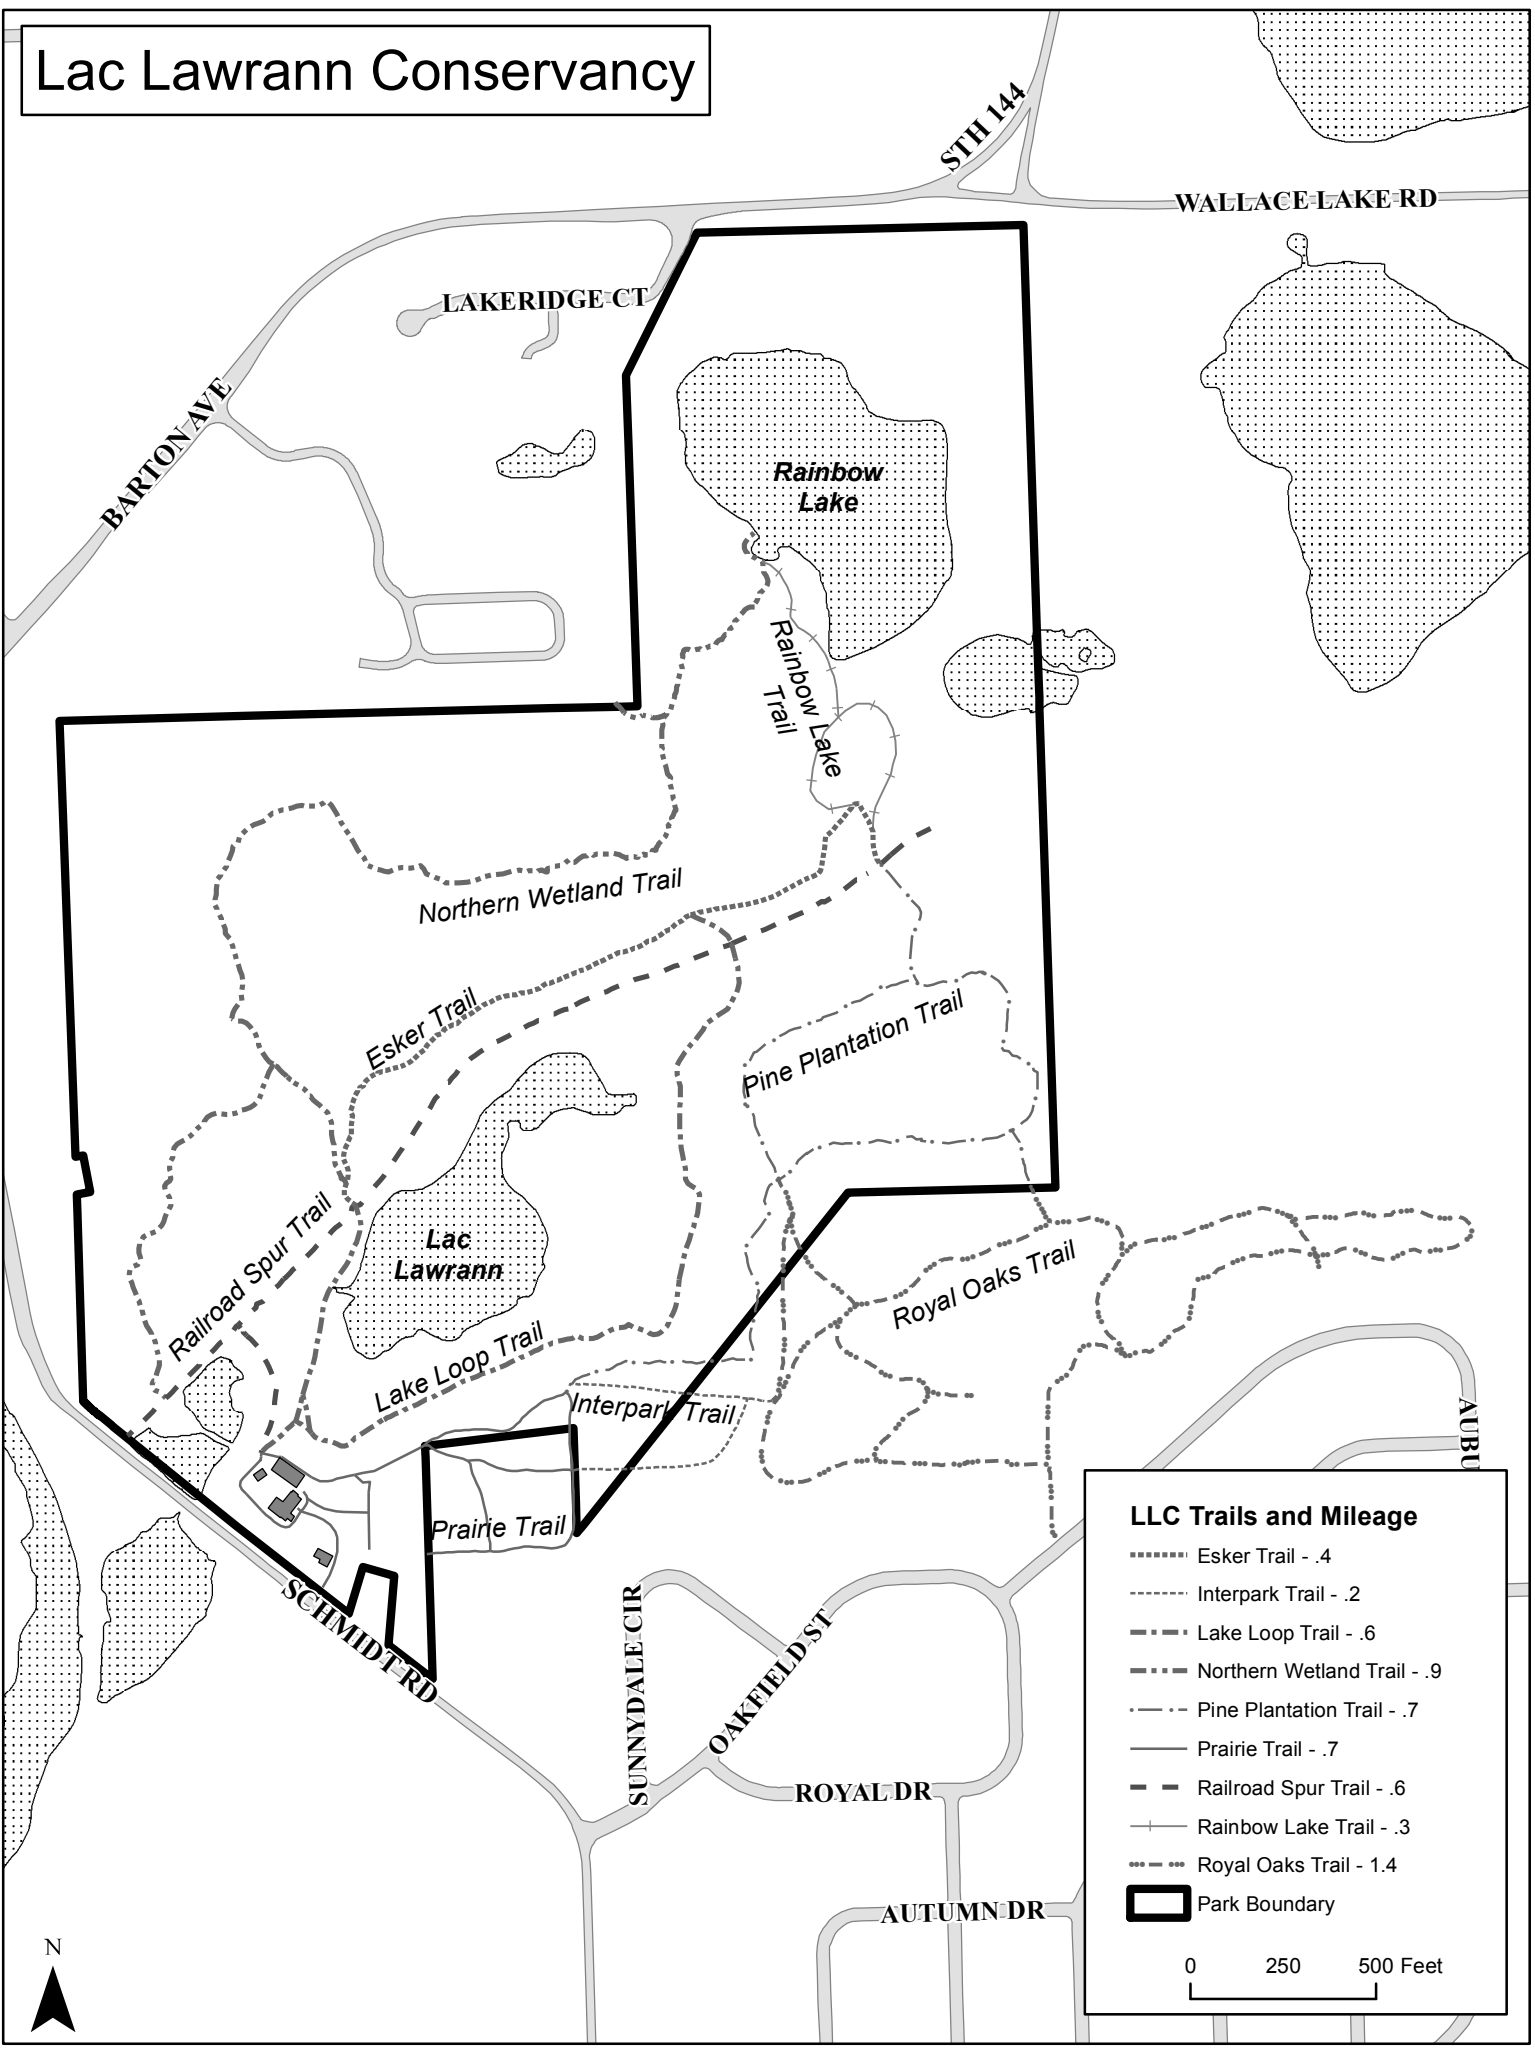 Lac Lawrann Conservancy
STH 144
WALLACE LAKE RD
LAKERIDGE CT
BARTON AVE
Rainbow
Lake
Rainbow Lake
Trail
Northern Wetland Trail
Esker Trail
Pine Plantation Trail
Railroad Spur Trail
Lac
Lawrann
Royal Oaks Trail
Lake Loop Trail
Interpark Trail
Prairie Trail
AUBU
SCHMIDT RD
SUNNYDALE CIR
OAKFIELD ST
ROYAL DR
AUTUMN DR
N
LLC Trails and Mileage
Esker Trail - .4
Interpark Trail - .2
Lake Loop Trail - .6
Northern Wetland Trail - .9
Pine Plantation Trail - .7
Prairie Trail - .7
Railroad Spur Trail - .6
Rainbow Lake Trail - .3
Royal Oaks Trail - 1.4
Park Boundary
0 250 500 Feet